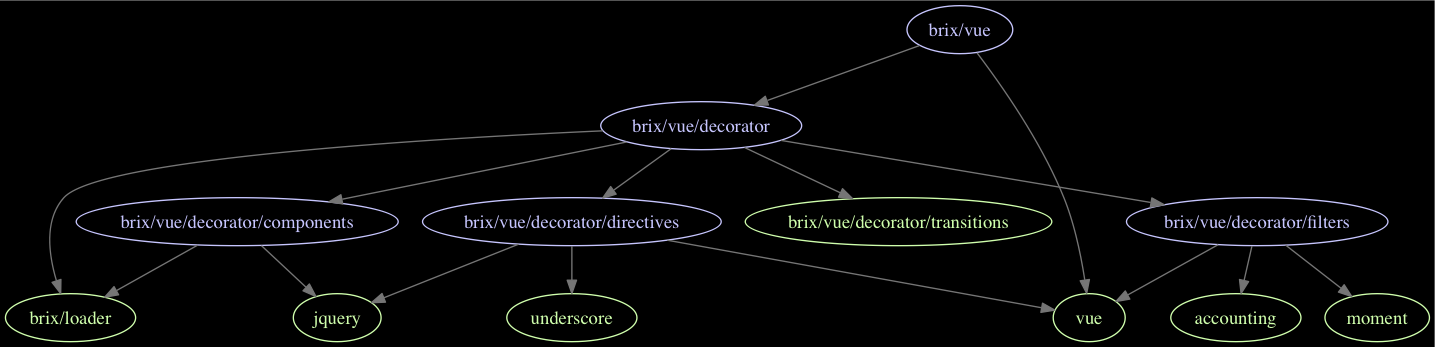 brix/vue
brix/vue/decorator
brix/vue/decorator/components
brix/vue/decorator/directives
brix/vue/decorator/transitions
brix/vue/decorator/filters
brix/loader
jquery
underscore
vue
accounting
moment